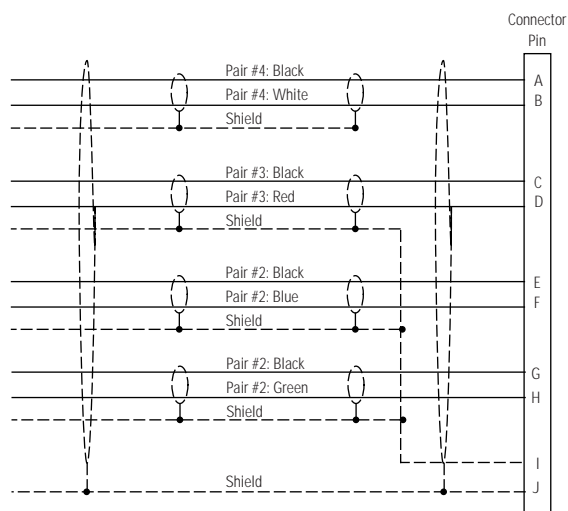 Connector
Pin
Pair #4: Black
A
Pair #4: White
B
Shield
Pair #3: Black
C
Pair #3: Red
D
Shield
Pair #2: Black
E
Pair #2: Blue
F
Shield
Pair #2: Black
G
Pair #2: Green
H
Shield
I
Shield
J